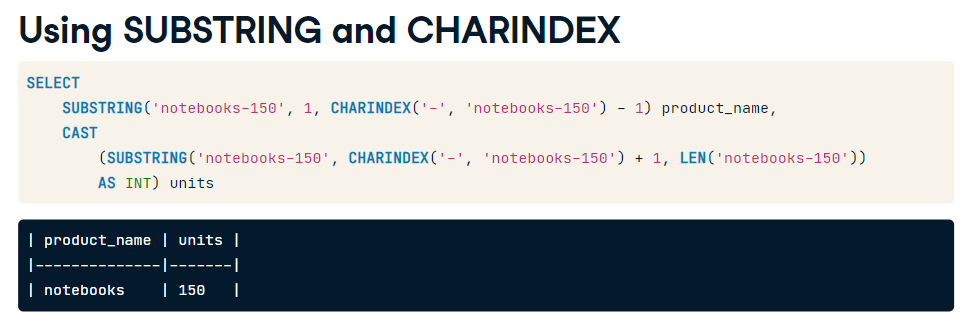 Using SUBSTRING and CHARINDEX
SELECT
    SUBSTRING('notebooks-150', 1, CHARINDEX('-', 'notebooks-150') - 1) product_name,
    CAST
        (SUBSTRING('notebooks-150', CHARINDEX('-', 'notebooks-150') + 1, LEN('notebooks-150'))
        AS INT) units
| product_name | units |
|--------------|-------|
| notebooks    | 150   |